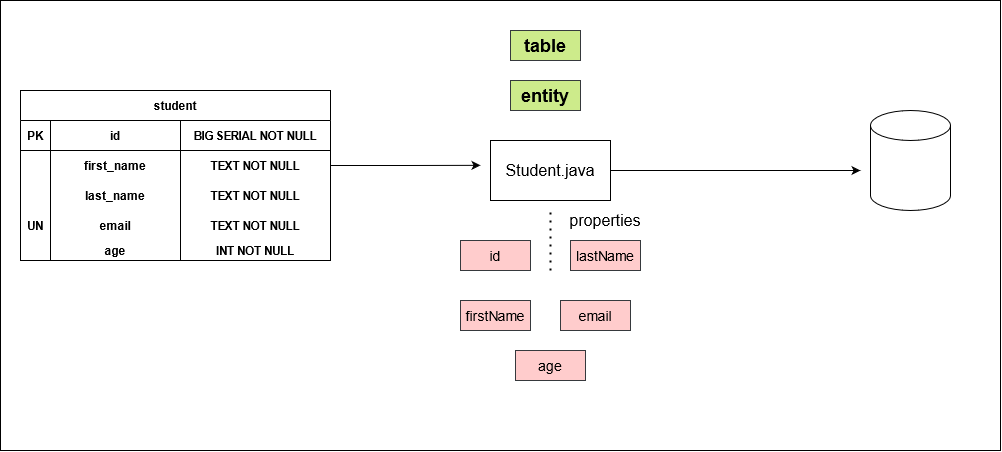 table
entity
student
PK id BIG SERIAL NOT NULL
first_name TEXT NOT NULL
last_name TEXT NOT NULL
UN email TEXT NOT NULL
age INT NOT NULL
Student.java
properties
id lastName
firstName email
age